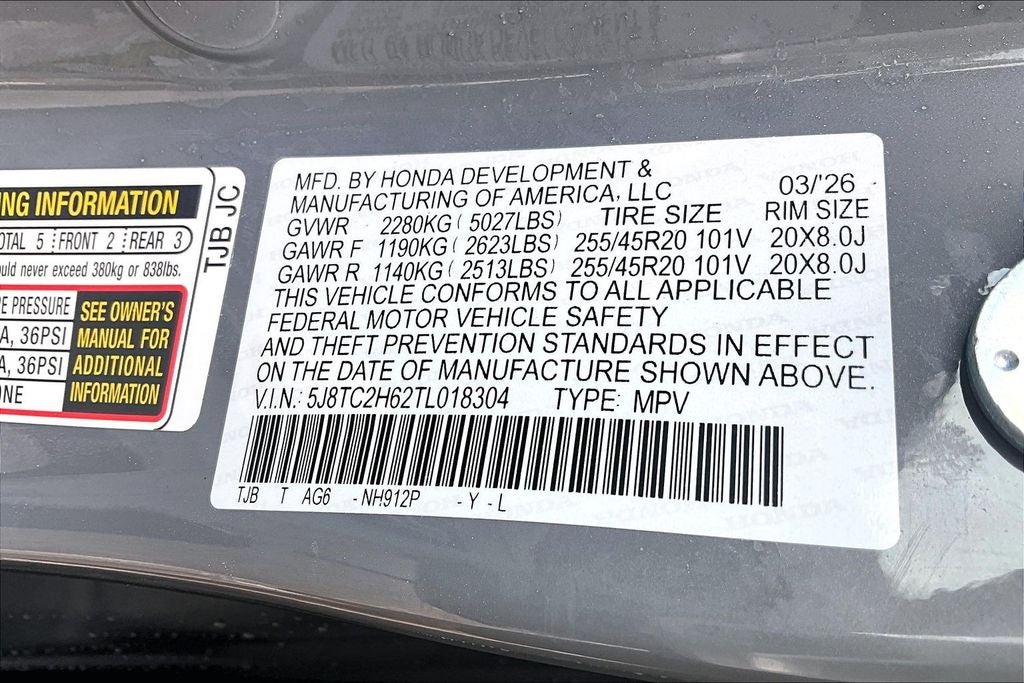 NG INFORMATION
OTAL 5 FRONT 2 REAR 3
ould never exceed 380kg or 838lbs.
RE PRESSURE
A, 36PSI
A, 36PSI
ONE
SEE OWNER'S
MANUAL FOR
ADDITIONAL
INFORMATION
TJB JC
MFD. BY HONDA DEVELOPMENT &
MANUFACTURING OF AMERICA, LLC 03/'26
GVWR 2280KG (5027LBS) TIRE SIZE RIM SIZE
GAWR F 1190KG (2623LBS) 255/45R20 101V 20X8.0J
GAWR R 1140KG (2513LBS) 255/45R20 101V 20X8.0J
THIS VEHICLE CONFORMS TO ALL APPLICABLE
FEDERAL MOTOR VEHICLE SAFETY
AND THEFT PREVENTION STANDARDS IN EFFECT
ON THE DATE OF MANUFACTURE SHOWN ABOVE.
V.I.N.: 5J8TC2H62TL018304 TYPE: MPV
TJB T AG6 - NH912P - Y - L